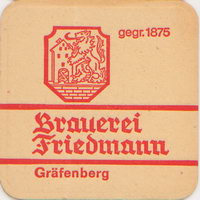 gegr. 1875
Brauerei
Friedmann
Gräfenberg